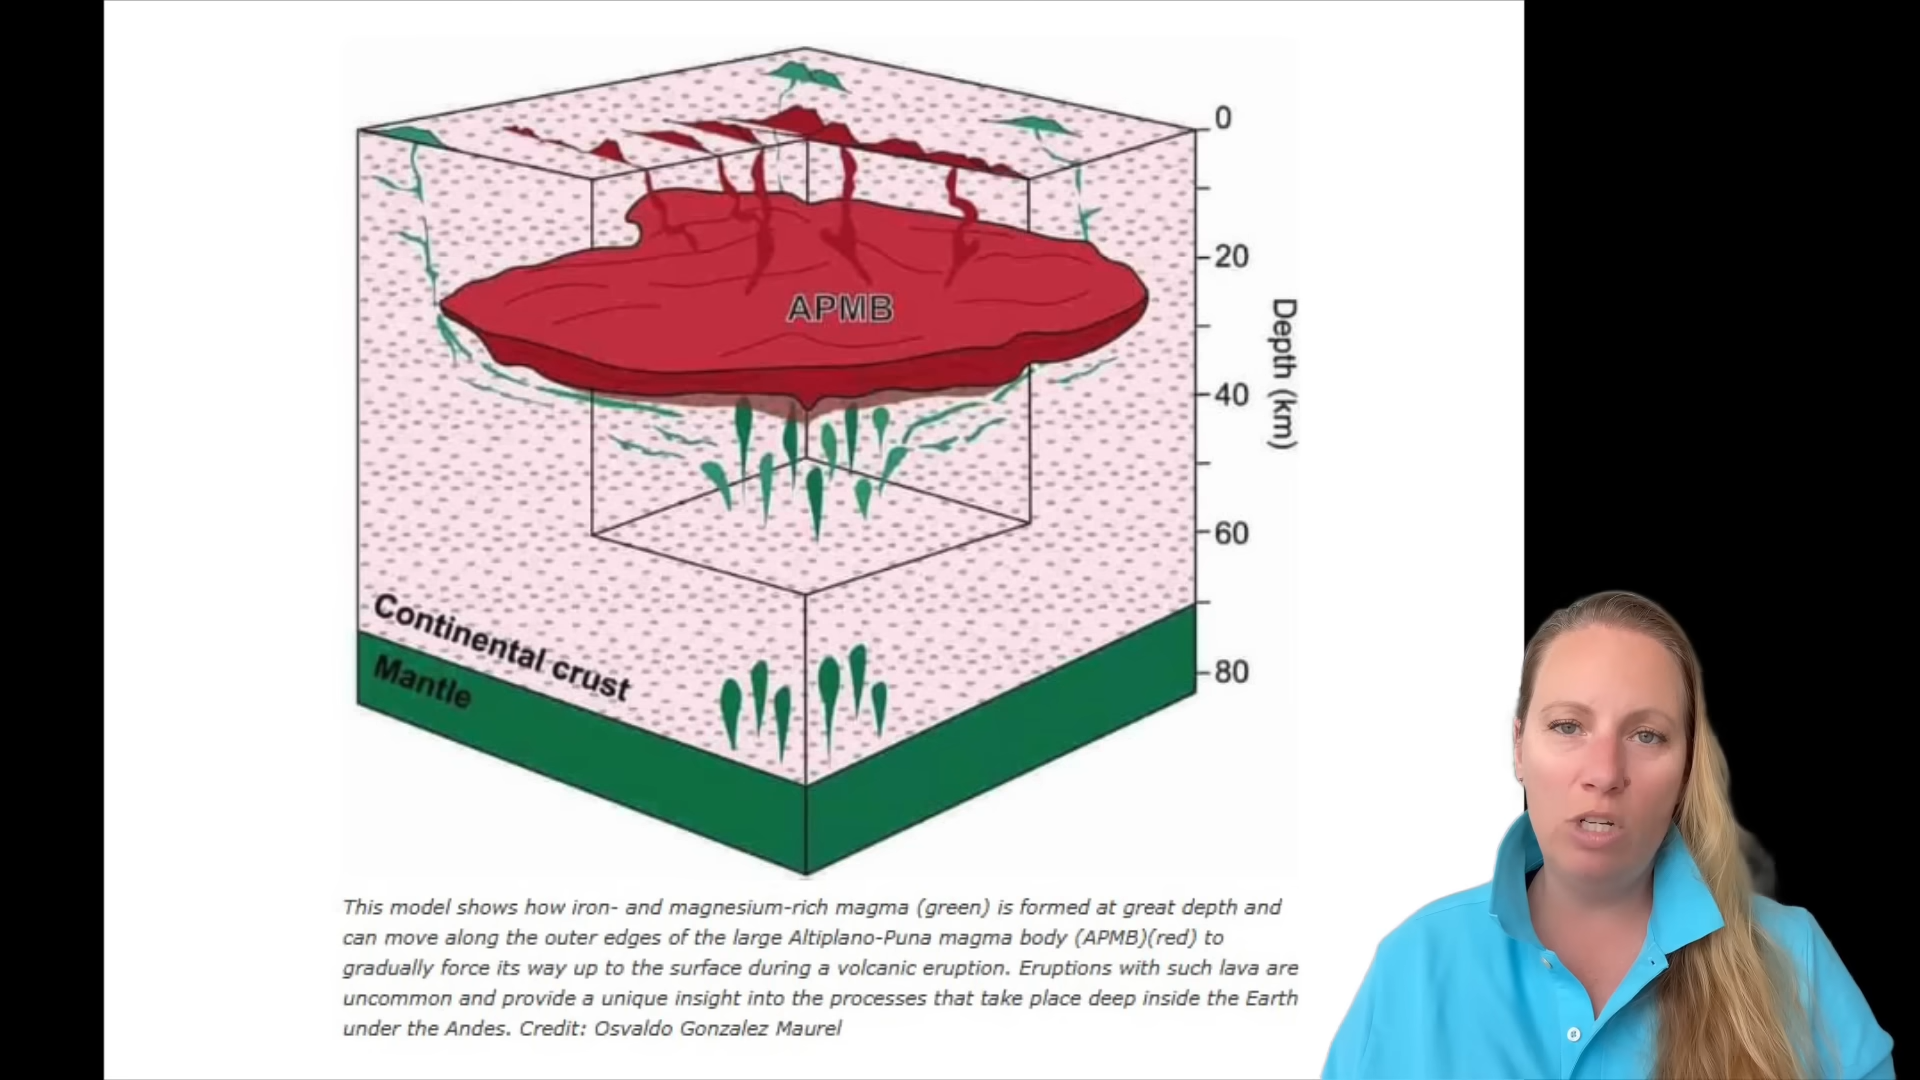 0
20
APMB
Depth (km)
40
60
Continental crust
Mantle
80
This model shows how iron- and magnesium-rich magma (green) is formed at great depth and
can move along the outer edges of the large Altiplano-Puna magma body (APMB)(red) to
gradually force its way up to the surface during a volcanic eruption. Eruptions with such lava are
uncommon and provide a unique insight into the processes that take place deep inside the Earth
under the Andes. Credit: Osvaldo Gonzalez Maurel